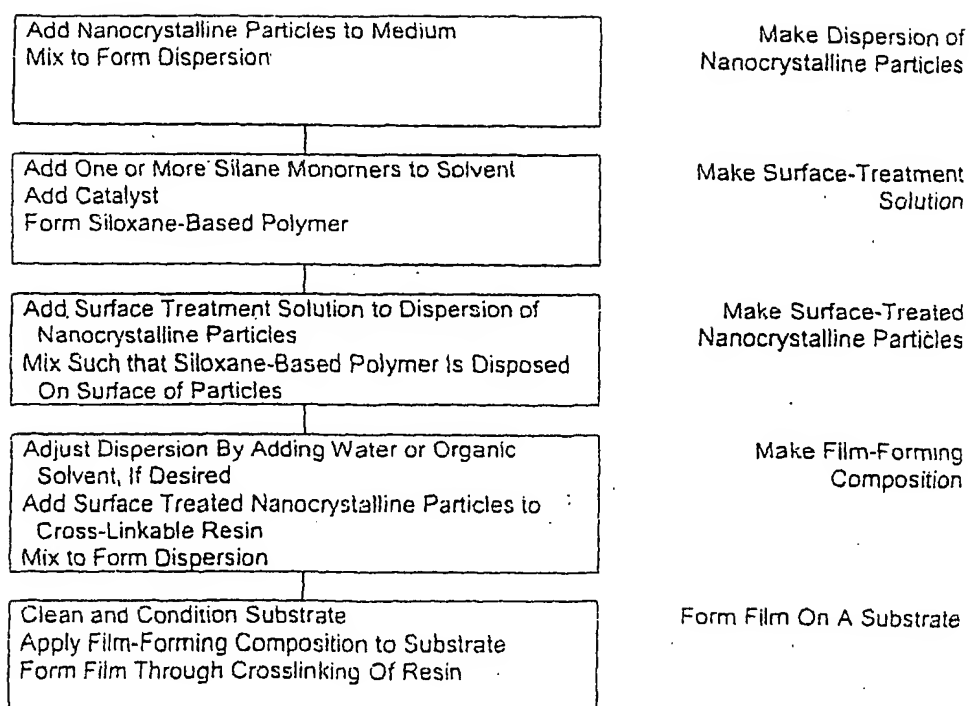 Add Nanocrystalline Particles to Medium
Mix to Form Dispersion
Make Dispersion of
Nanocrystalline Particles
Add One or More Silane Monomers to Solvent
Add Catalyst
Form Siloxane-Based Polymer
Make Surface-Treatment
Solution
Add Surface Treatment Solution to Dispersion of
Nanocrystalline Particles
Mix Such that Siloxane-Based Polymer Is Disposed
On Surface of Particles
Make Surface-Treated
Nanocrystalline Particles
Adjust Dispersion By Adding Water or Organic
Solvent, If Desired
Add Surface Treated Nanocrystalline Particles to
Cross-Linkable Resin
Mix to Form Dispersion
Make Film-Forming
Composition
Clean and Condition Substrate
Apply Film-Forming Composition to Substrate
Form Film Through Crosslinking Of Resin
Form Film On A Substrate